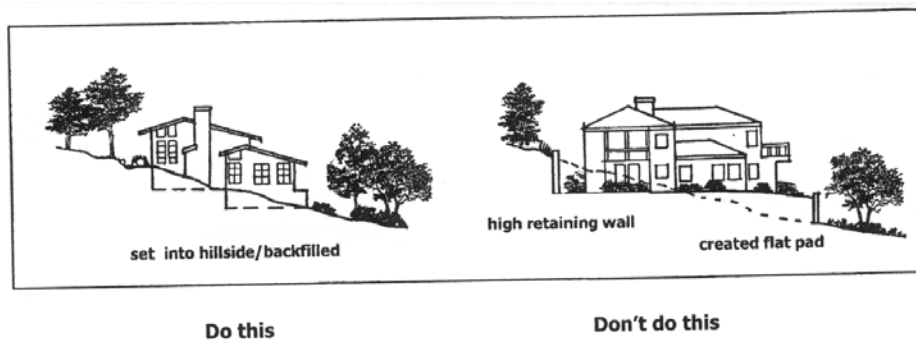 set into hillside/backfilled
high retaining wall
created flat pad
Do this
Don't do this